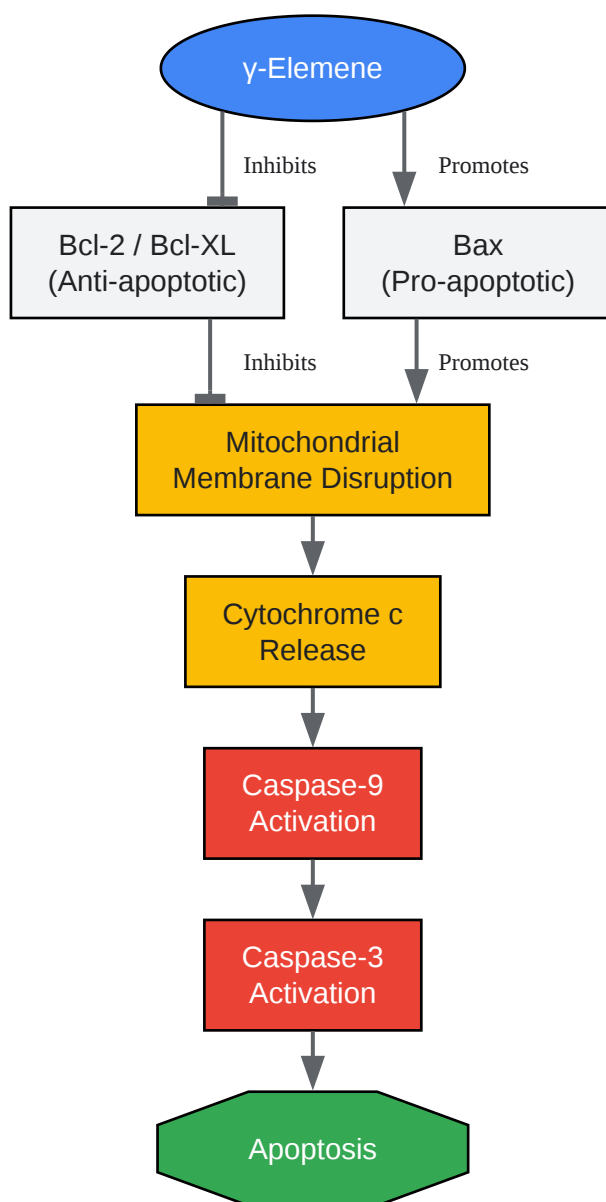 γ-Elemene
Inhibits
Promotes
Bcl-2 / Bcl-XL
(Anti-apoptotic)
Bax
(Pro-apoptotic)
Inhibits
Promotes
Mitochondrial
Membrane Disruption
Cytochrome c
Release
Caspase-9
Activation
Caspase-3
Activation
Apoptosis